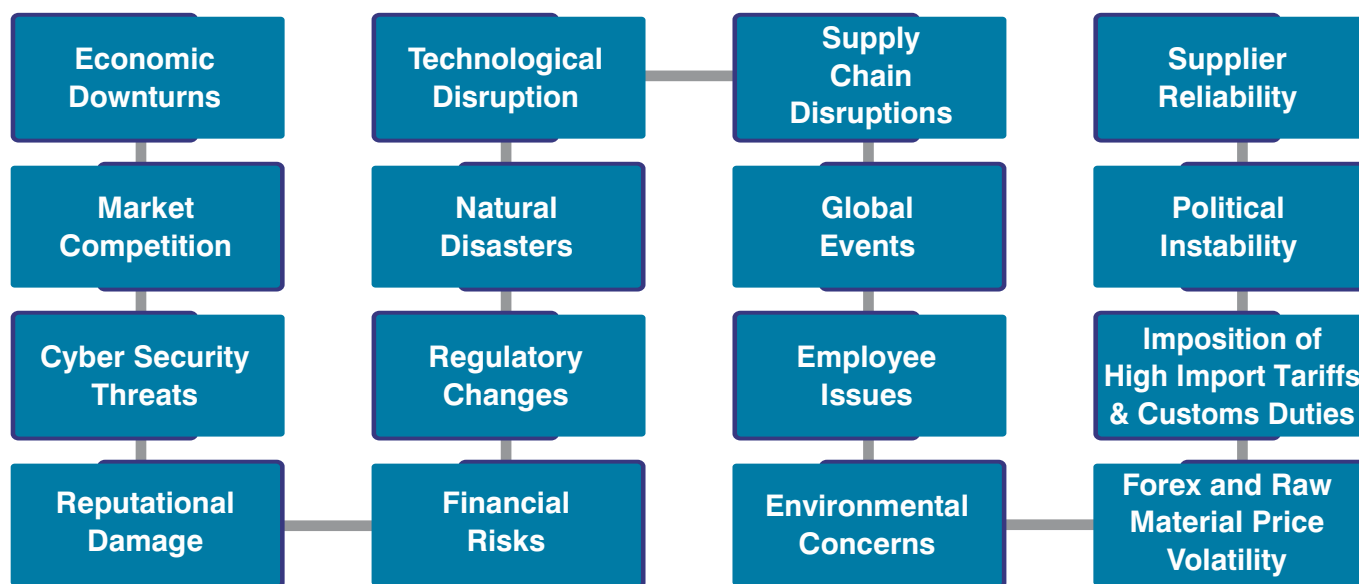 Economic
Downturns
Technological
Disruption
Supply
Chain
Disruptions
Supplier
Reliability
Market
Competition
Natural
Disasters
Global
Events
Political
Instability
Cyber Security
Threats
Regulatory
Changes
Employee
Issues
Imposition of
High Import Tariffs
& Customs Duties
Reputational
Damage
Financial
Risks
Environmental
Concerns
Forex and Raw
Material Price
Volatility